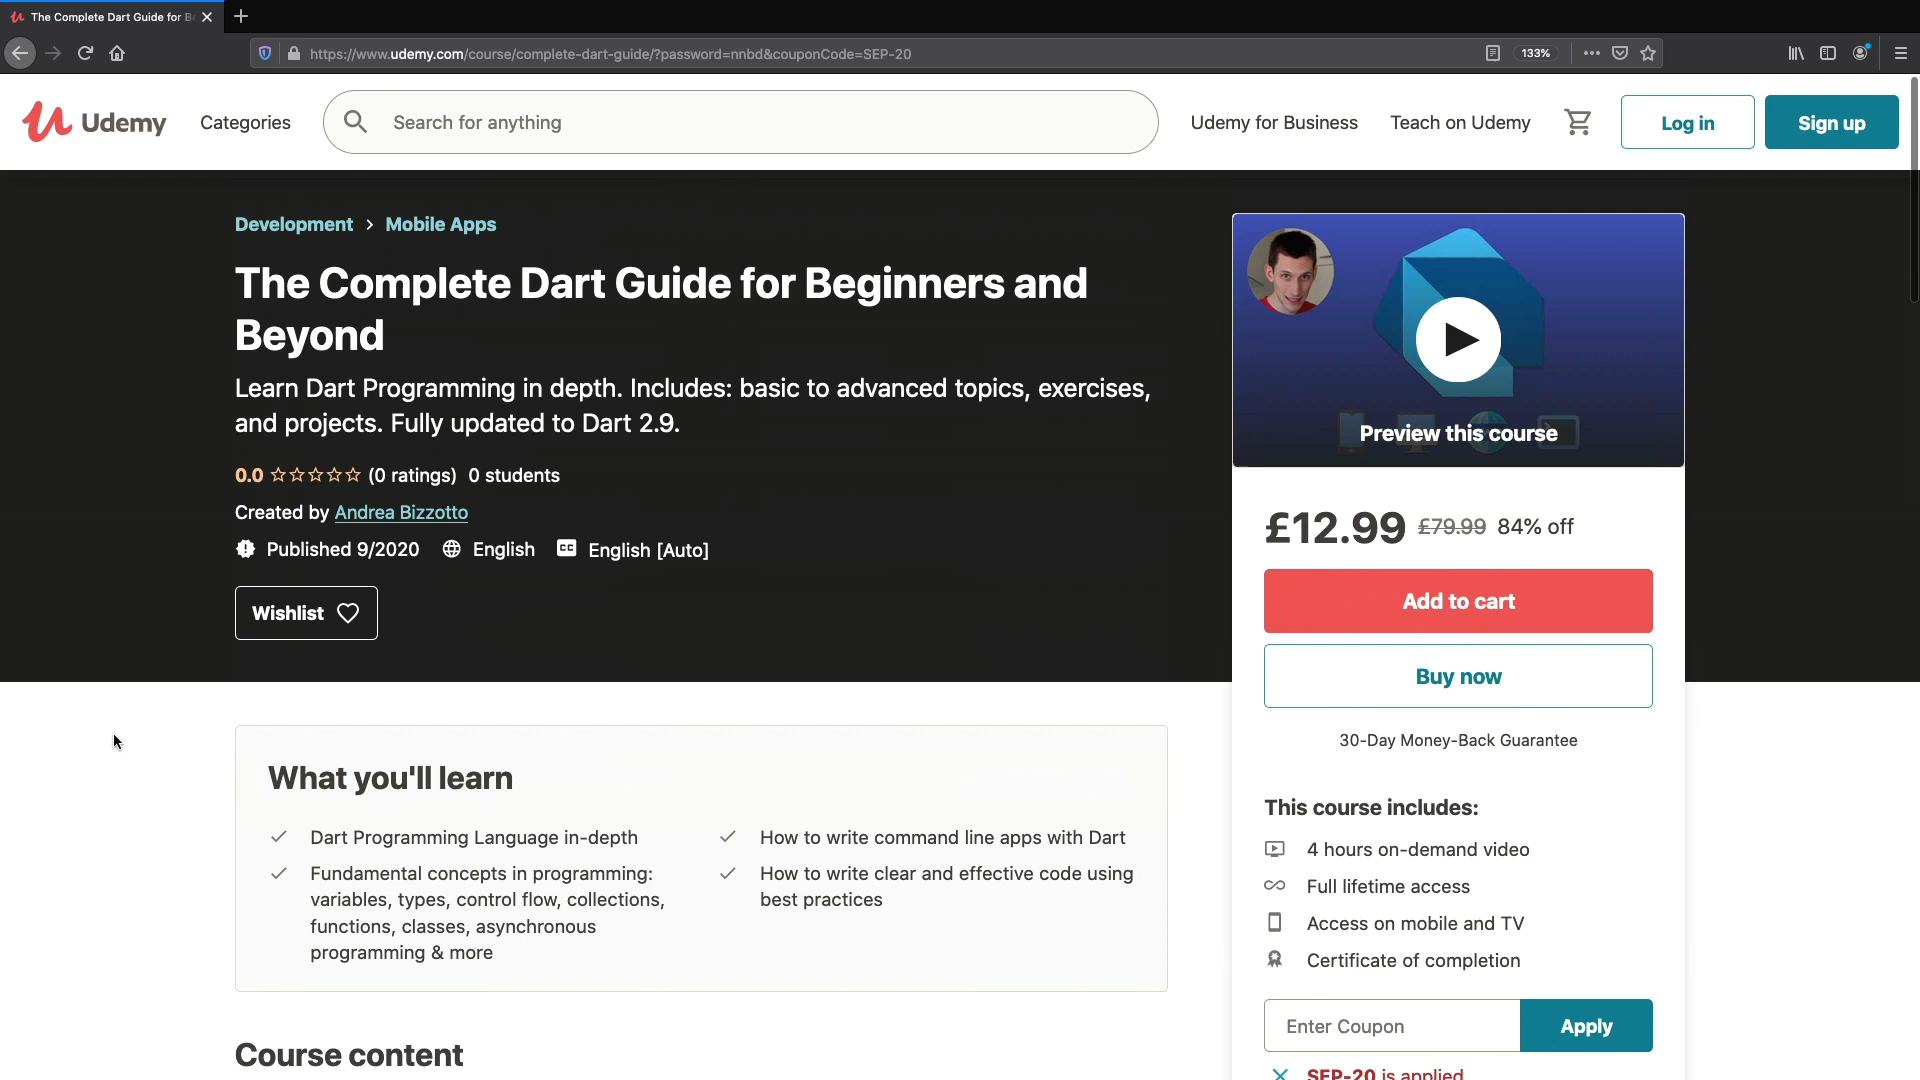 The Complete Dart Guide for B
https://www.udemy.com/course/complete-dart-guide/?password=nnbd&couponCode=SEP-20
133%
Udemy
Categories
Search for anything
Udemy for Business
Teach on Udemy
Log in
Sign up
Development > Mobile Apps
The Complete Dart Guide for Beginners and
Beyond
Learn Dart Programming in depth. Includes: basic to advanced topics, exercises,
and projects. Fully updated to Dart 2.9.
0.0 (0 ratings) 0 students
Created by Andrea Bizzotto
Published 9/2020 English CC English [Auto]
Wishlist
Preview this course
£12.99 £79.99 84% off
Add to cart
Buy now
30-Day Money-Back Guarantee
This course includes:
4 hours on-demand video
Full lifetime access
Access on mobile and TV
Certificate of completion
Enter Coupon
Apply
SEP-20 is applied
What you'll learn
Dart Programming Language in-depth
Fundamental concepts in programming:
variables, types, control flow, collections,
functions, classes, asynchronous
programming & more
How to write command line apps with Dart
How to write clear and effective code using
best practices
Course content